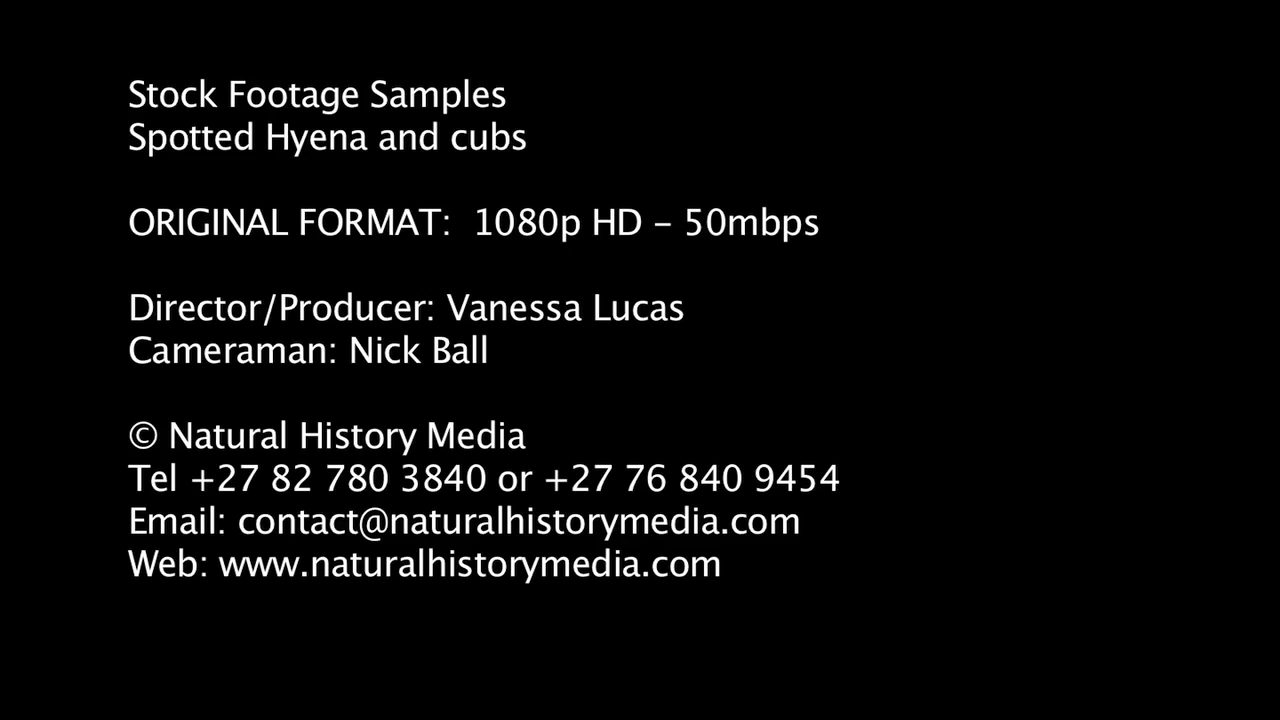 Stock Footage Samples
Spotted Hyena and cubs
ORIGINAL FORMAT:  1080p HD – 50mbps
Director/Producer: Vanessa Lucas
Cameraman: Nick Ball
© Natural History Media
Tel +27 82 780 3840 or +27 76 840 9454
Email: contact@naturalhistorymedia.com
Web: www.naturalhistorymedia.com